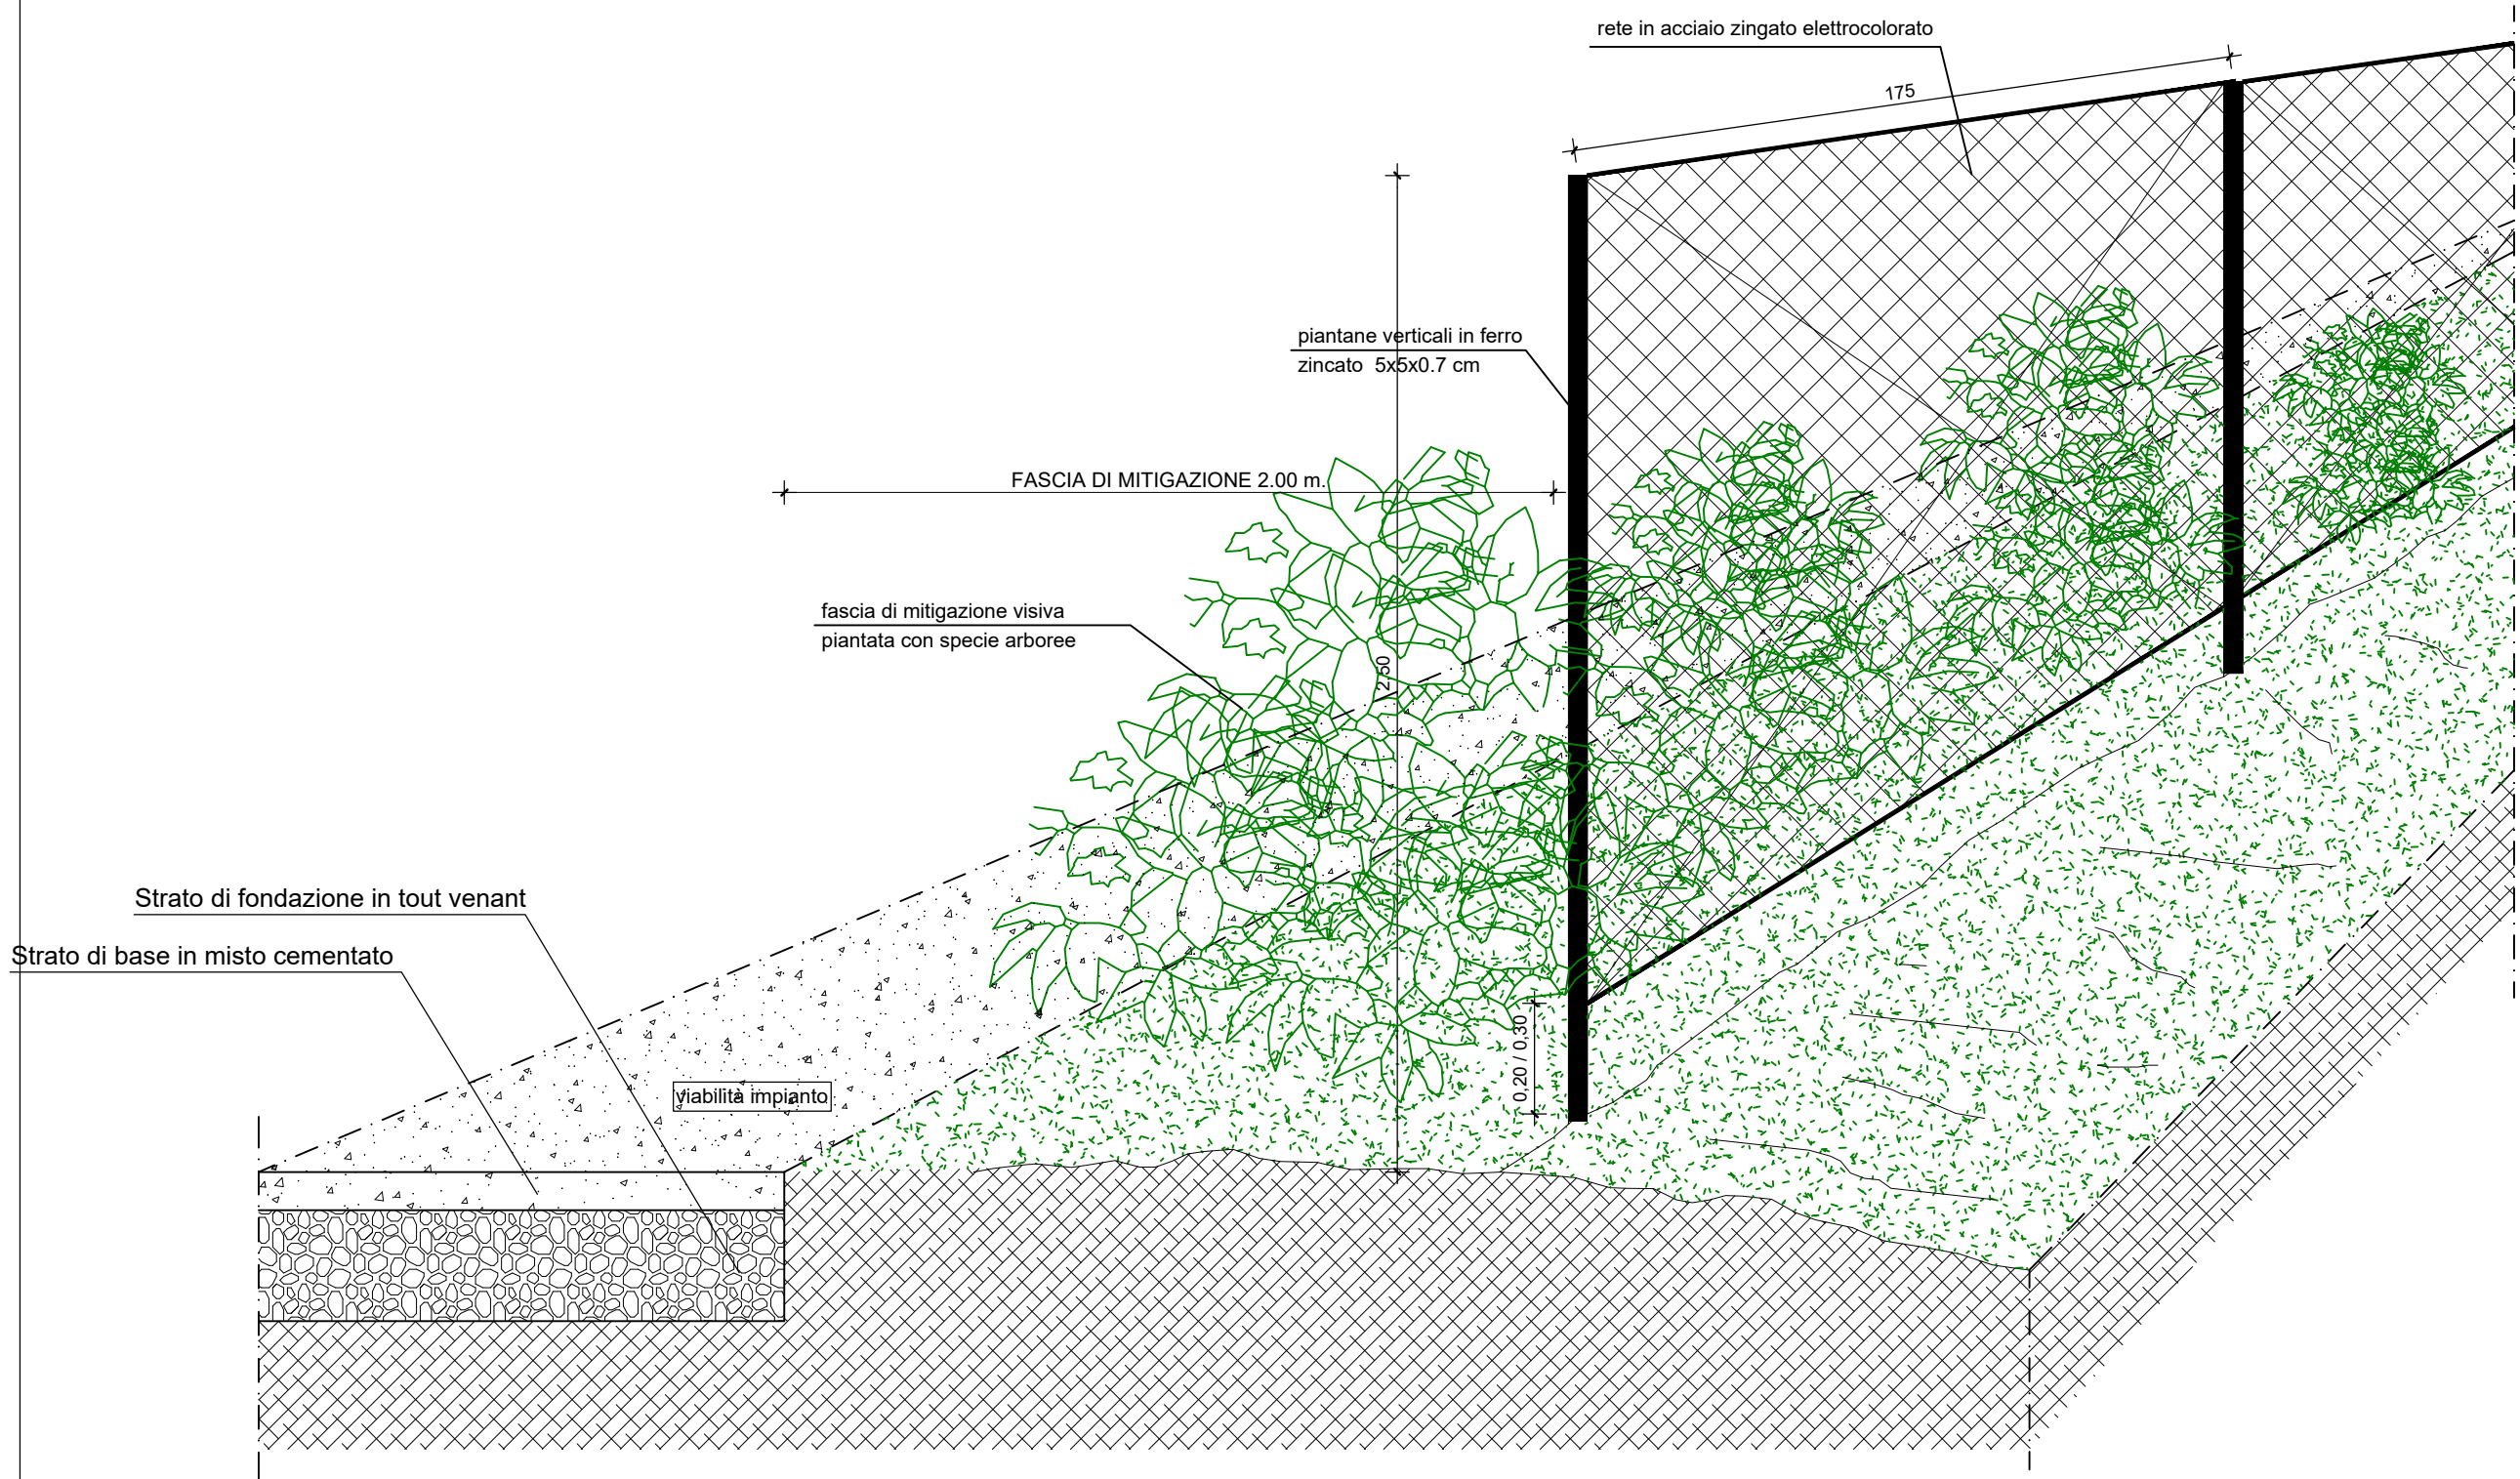 rete in acciaio zingato elettrocolorato
175
piantane verticali in ferro
zincato 5x5x0.7 cm
FASCIA DI MITIGAZIONE 2.00 m.
fascia di mitigazione visiva
piantata con specie arboree
2,50
Strato di fondazione in tout venant
Strato di base in misto cementato
0,20 / 0,30
viabilità impianto